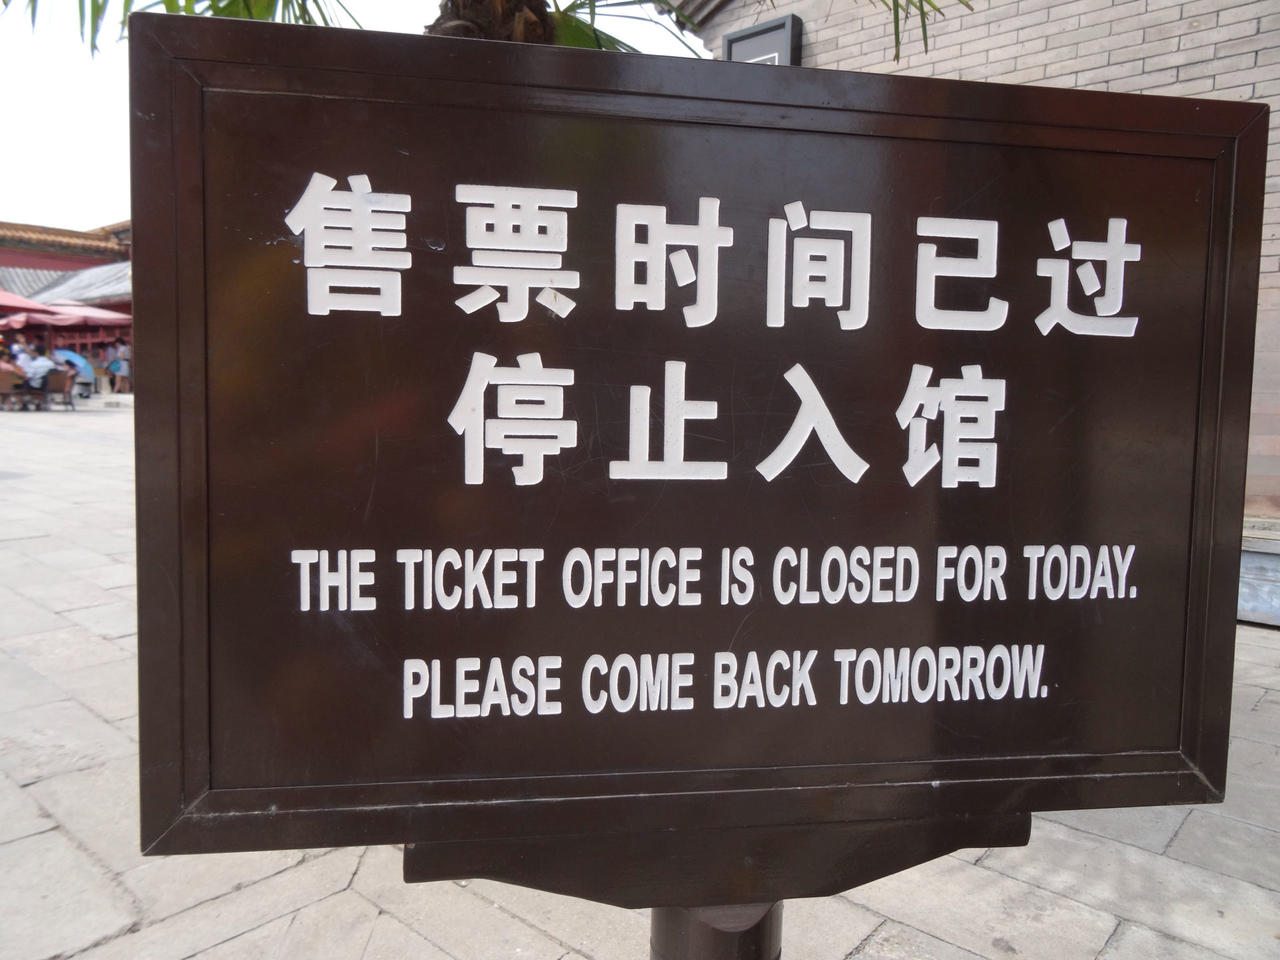 售票时间已过
停止入馆
THE TICKET OFFICE IS CLOSED FOR TODAY.
PLEASE COME BACK TOMORROW.